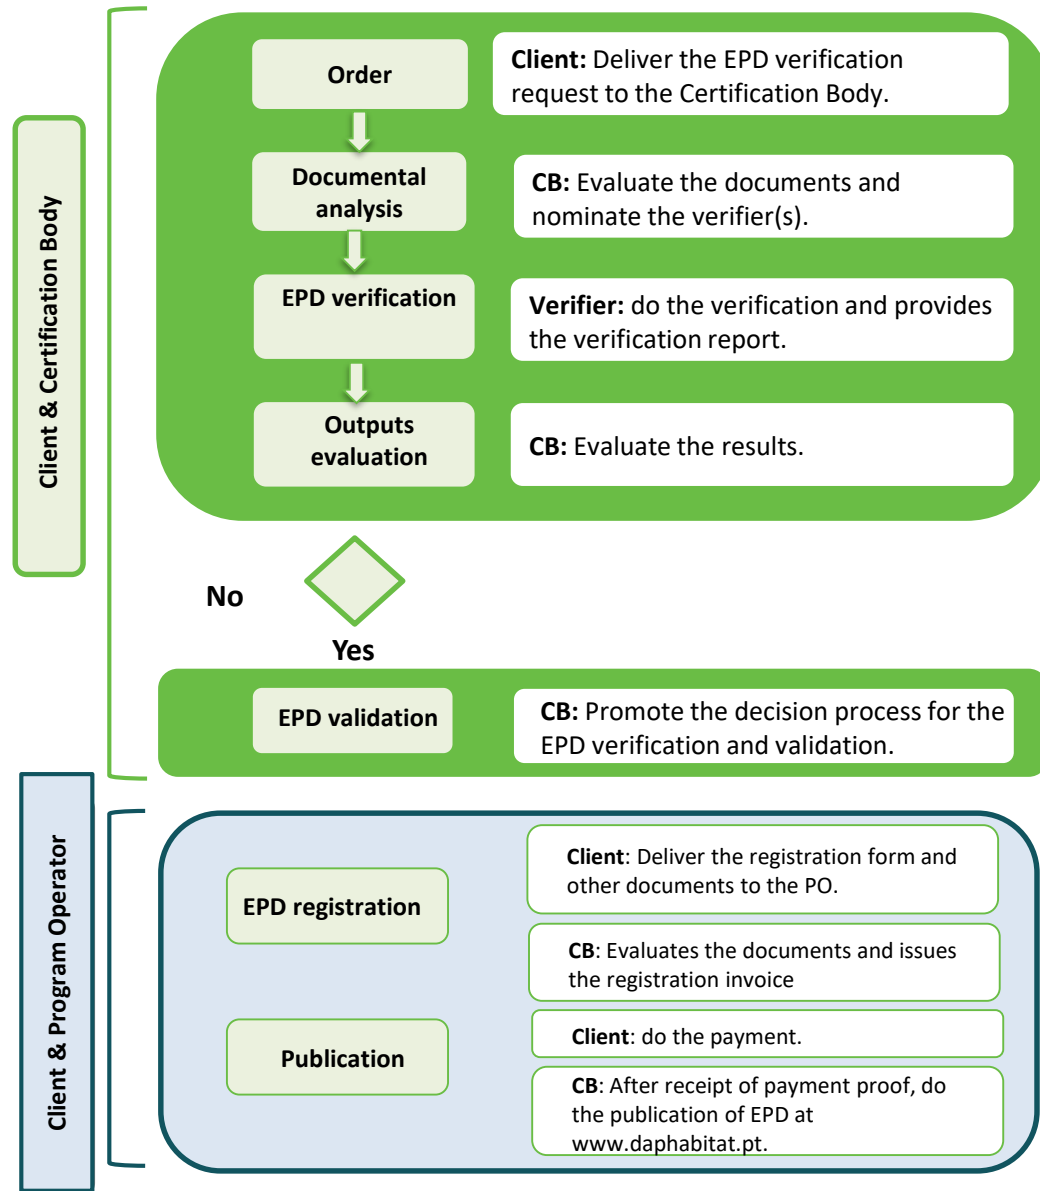 Client & Certification Body
Order
Client: Deliver the EPD verification
request to the Certification Body.
Documental
analysis
CB: Evaluate the documents and
nominate the verifier(s).
EPD verification
Verifier: do the verification and provides
the verification report.
Outputs
evaluation
CB: Evaluate the results.
No
Yes
EPD validation
CB: Promote the decision process for the
EPD verification and validation.
Client & Program Operator
EPD registration
Client: Deliver the registration form and
other documents to the PO.
CB: Evaluates the documents and issues
the registration invoice
Publication
Client: do the payment.
CB: After receipt of payment proof, do
the publication of EPD at
www.daphabitat.pt.